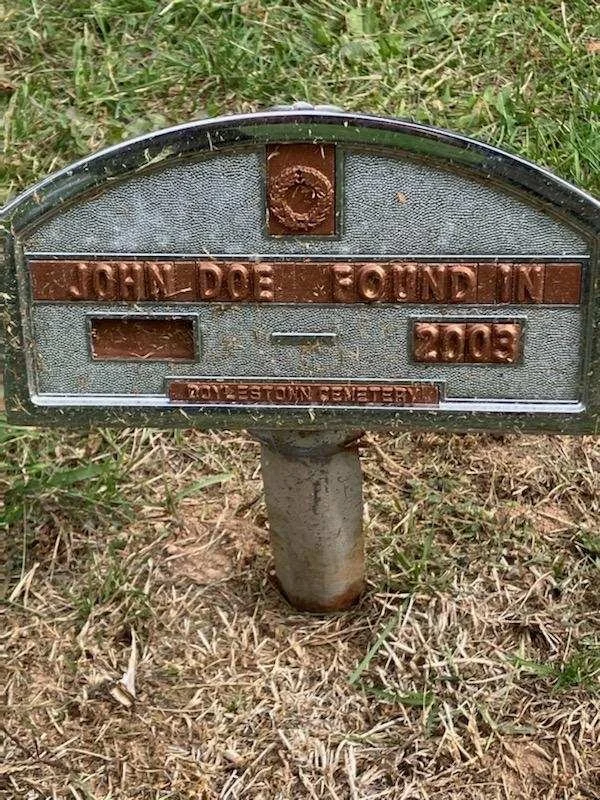 JOHN DOE FOUND IN
2003
DOYLESTOWN CEMETERY